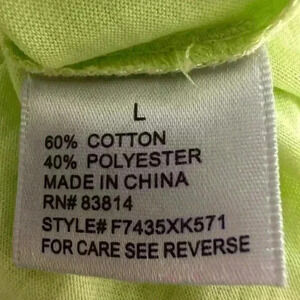 L
60% COTTON
40% POLYESTER
MADE IN CHINA
RN# 83814
STYLE# F7435XK571
FOR CARE SEE REVERSE